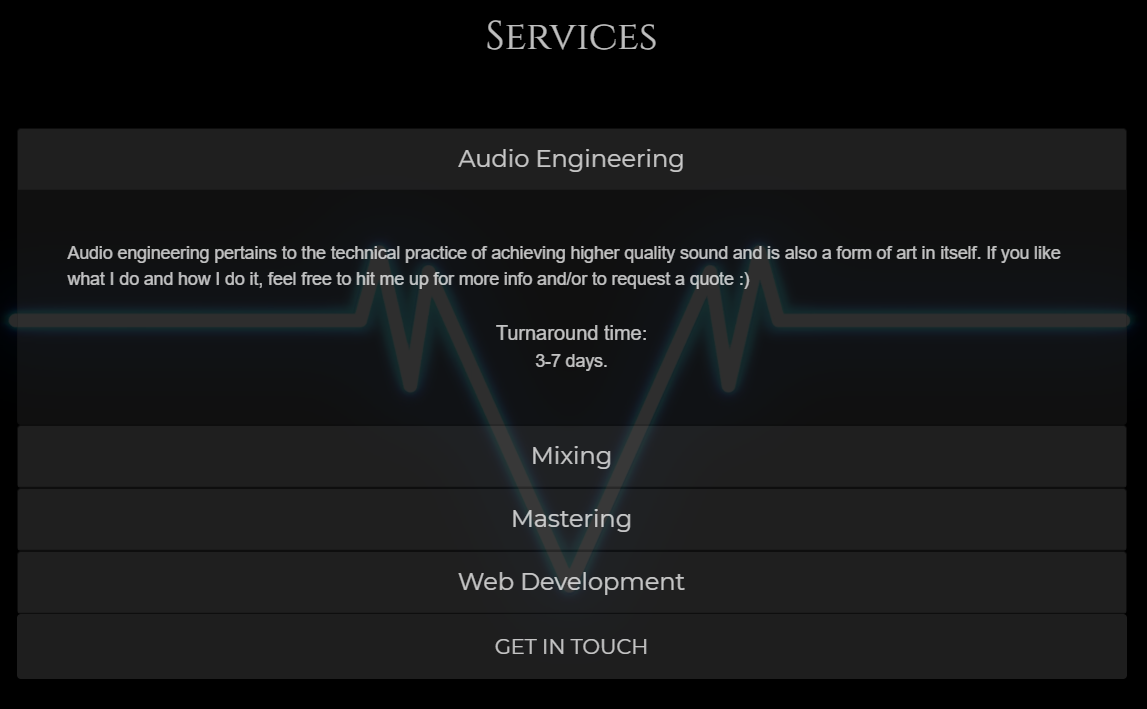 Services
Audio Engineering
Audio engineering pertains to the technical practice of achieving higher quality sound and is also a form of art in itself. If you like
what I do and how I do it, feel free to hit me up for more info and/or to request a quote :)
Turnaround time:
3-7 days.
Mixing
Mastering
Web Development
GET IN TOUCH